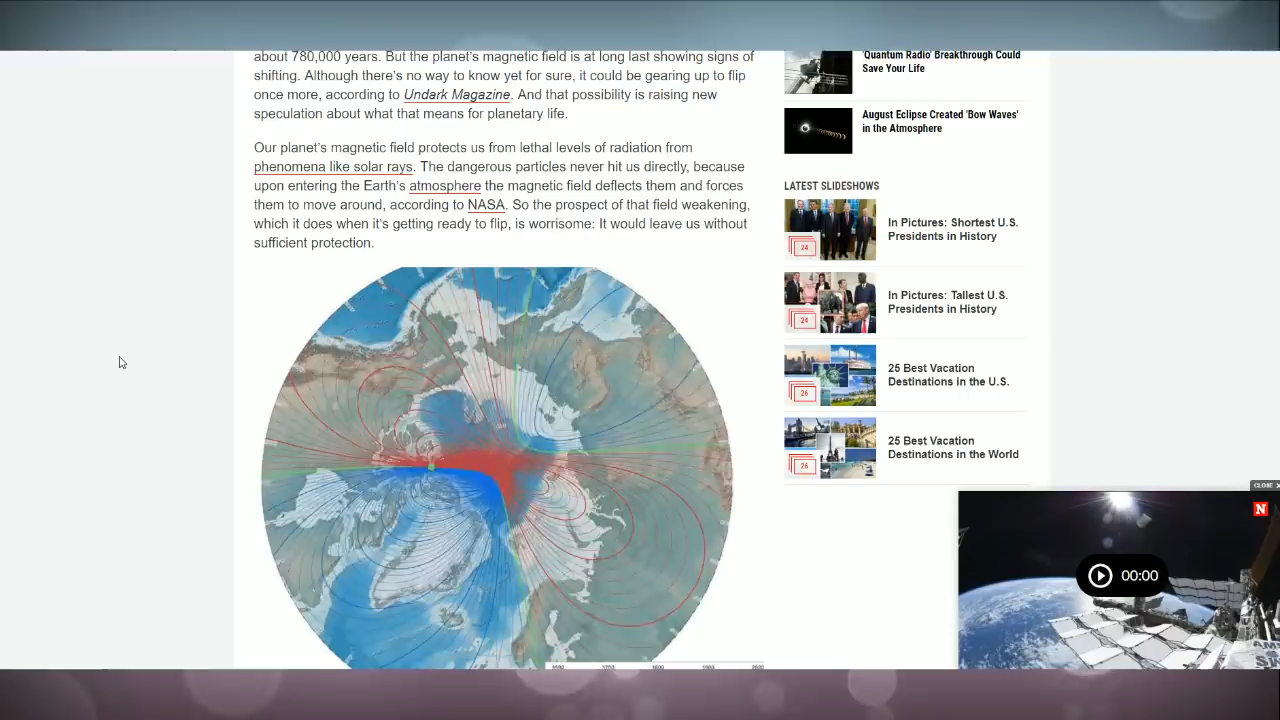 about 780,000 years. But the planet's magnetic field is at long last showing signs of
shifting. Although there's no way to know yet for sure, it could be gearing up to flip
once more, according to Undark Magazine. And that possibility is raising new
speculation about what that means for planetary life.
Our planet's magnetic field protects us from lethal levels of radiation from
phenomena like solar rays. The dangerous particles never hit us directly, because
upon entering the Earth's atmosphere the magnetic field deflects them and forces
them to move around, according to NASA. So the prospect of that field weakening,
which it does when it's getting ready to flip, is worrisome: It would leave us without
sufficient protection.
'Quantum Radio' Breakthrough Could
Save Your Life
August Eclipse Created 'Bow Waves'
in the Atmosphere
LATEST SLIDESHOWS
24
In Pictures: Shortest U.S.
Presidents in History
24
In Pictures: Tallest U.S.
Presidents in History
26
25 Best Vacation
Destinations in the U.S.
26
25 Best Vacation
Destinations in the World
CLOSE
N
00:00